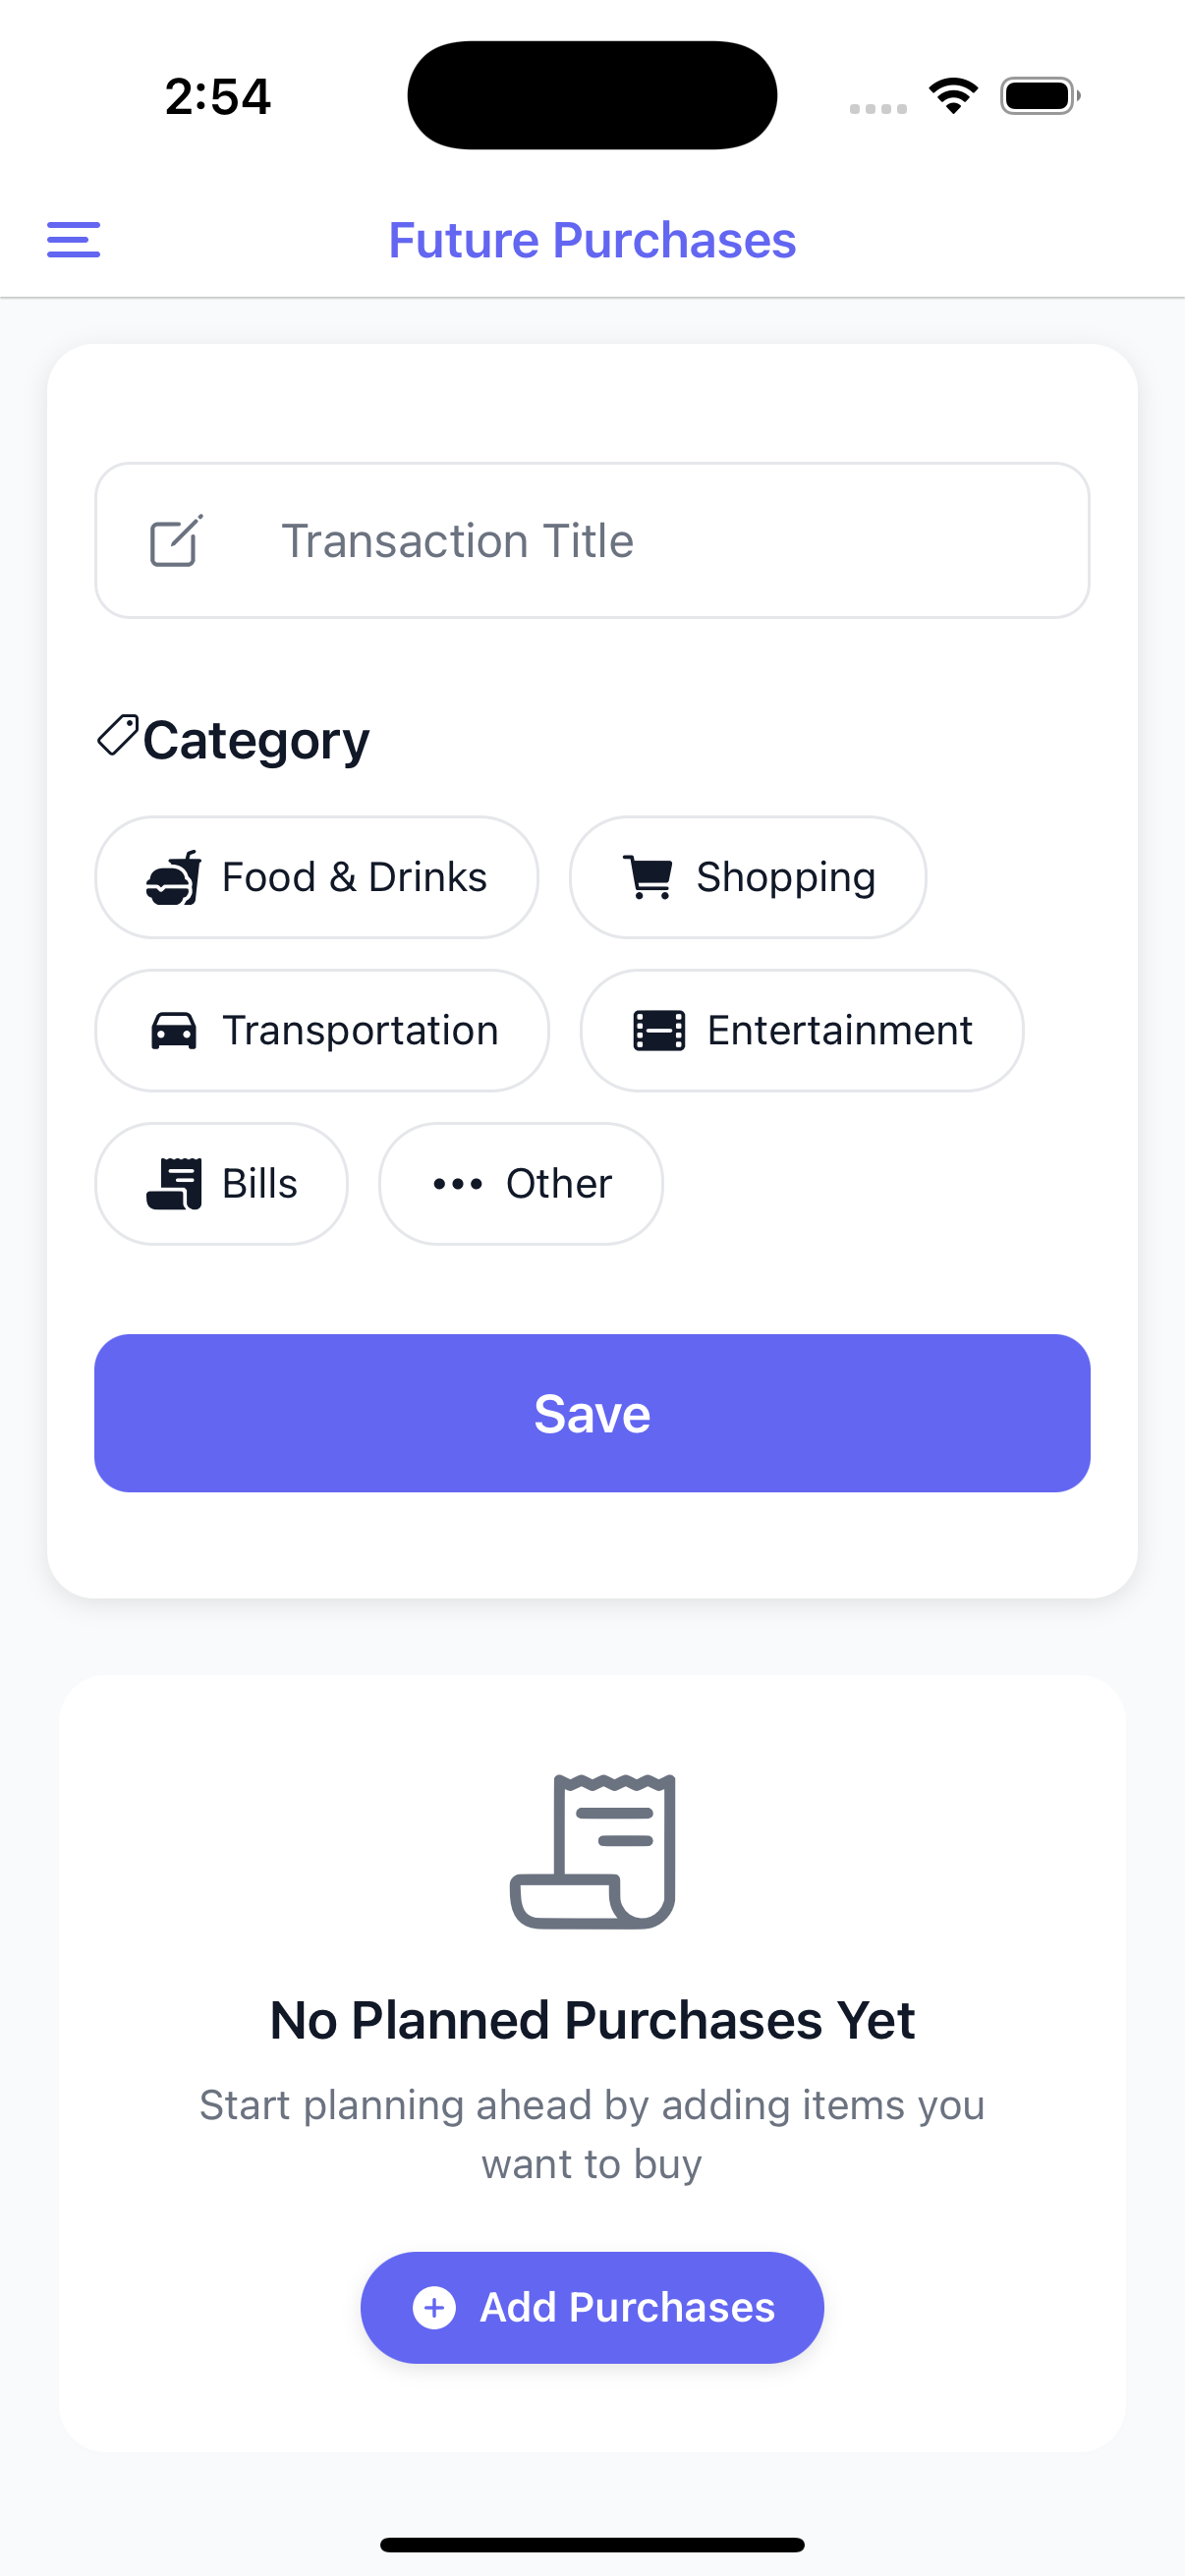 2:54
Future Purchases
Transaction Title
Category
Food & Drinks
Shopping
Transportation
Entertainment
Bills
Other
Save
No Planned Purchases Yet
Start planning ahead by adding items you
want to buy
Add Purchases